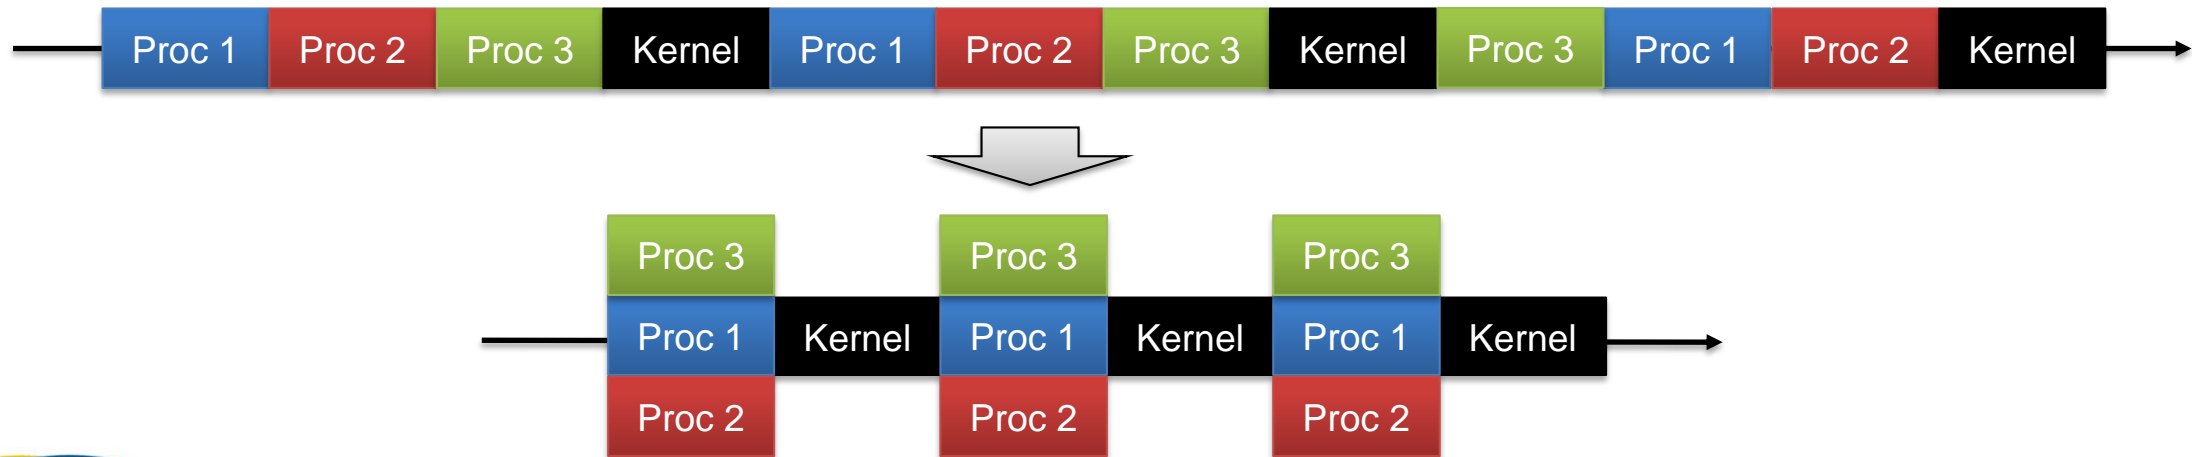 Proc 1 Proc 2 Proc 3 Kernel Proc 1 Proc 2 Proc 3 Kernel Proc 3 Proc 1 Proc 2 Kernel
Proc 3 Proc 3 Proc 3
Proc 1 Kernel Proc 1 Kernel Proc 1 Kernel
Proc 2 Proc 2 Proc 2